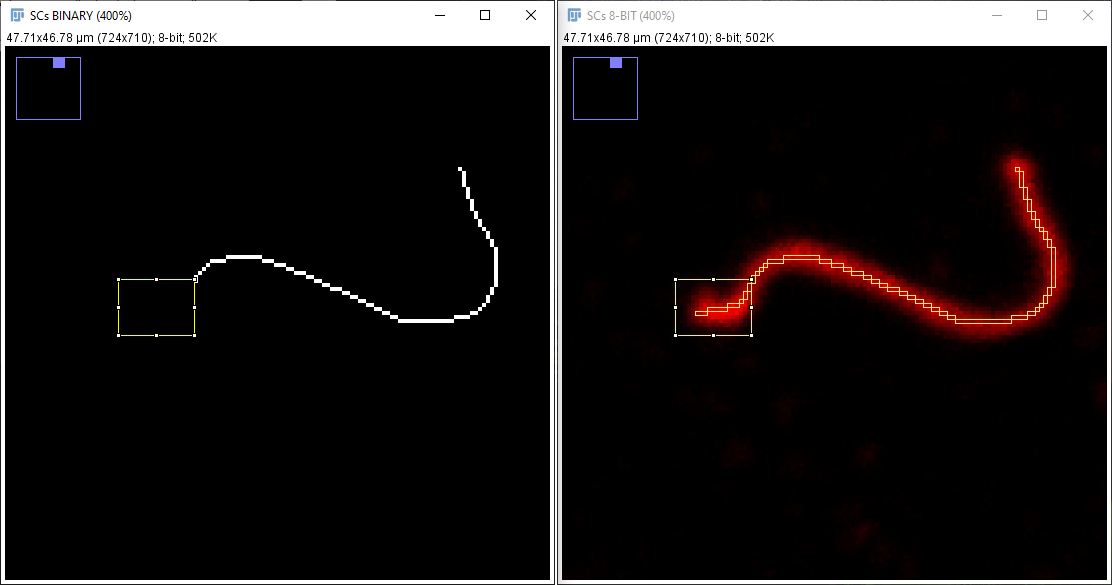 SCs BINARY (400%)
47.71x46.78 µm (724x710); 8-bit; 502K
SCs 8-BIT (400%)
47.71x46.78 µm (724x710); 8-bit; 502K